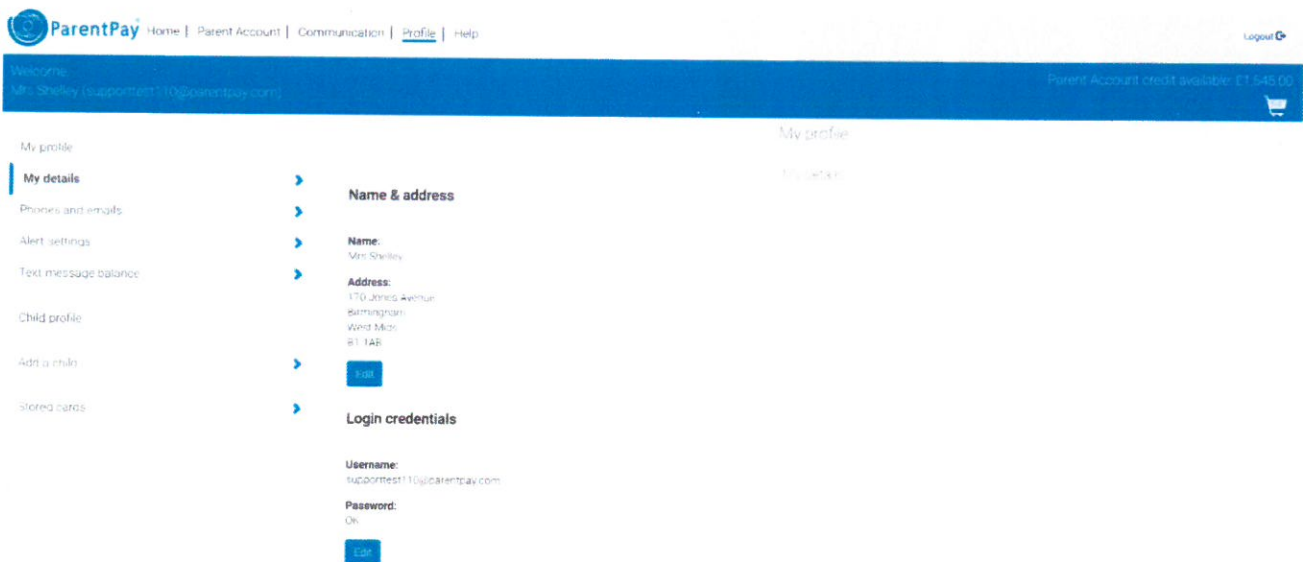 ParentPay Home | Parent Account | Communication | Profile | Help
Logout
Welcome
Mrs Shelley (supporttest110@parentpay.com)
Parent Account credit available: £1,545.00
My profile
My profile
My details
My details
Phones and emails
Alert settings
Text message balance
Child profile
Add a child
Stored cards
Name & address
Name:
Mrs Shelley
Address:
170 Jones Avenue
Birmingham
West Mids
B1 1AB
Edit
Login credentials
Username:
supporttest110@parentpay.com
Password:
OK
Edit